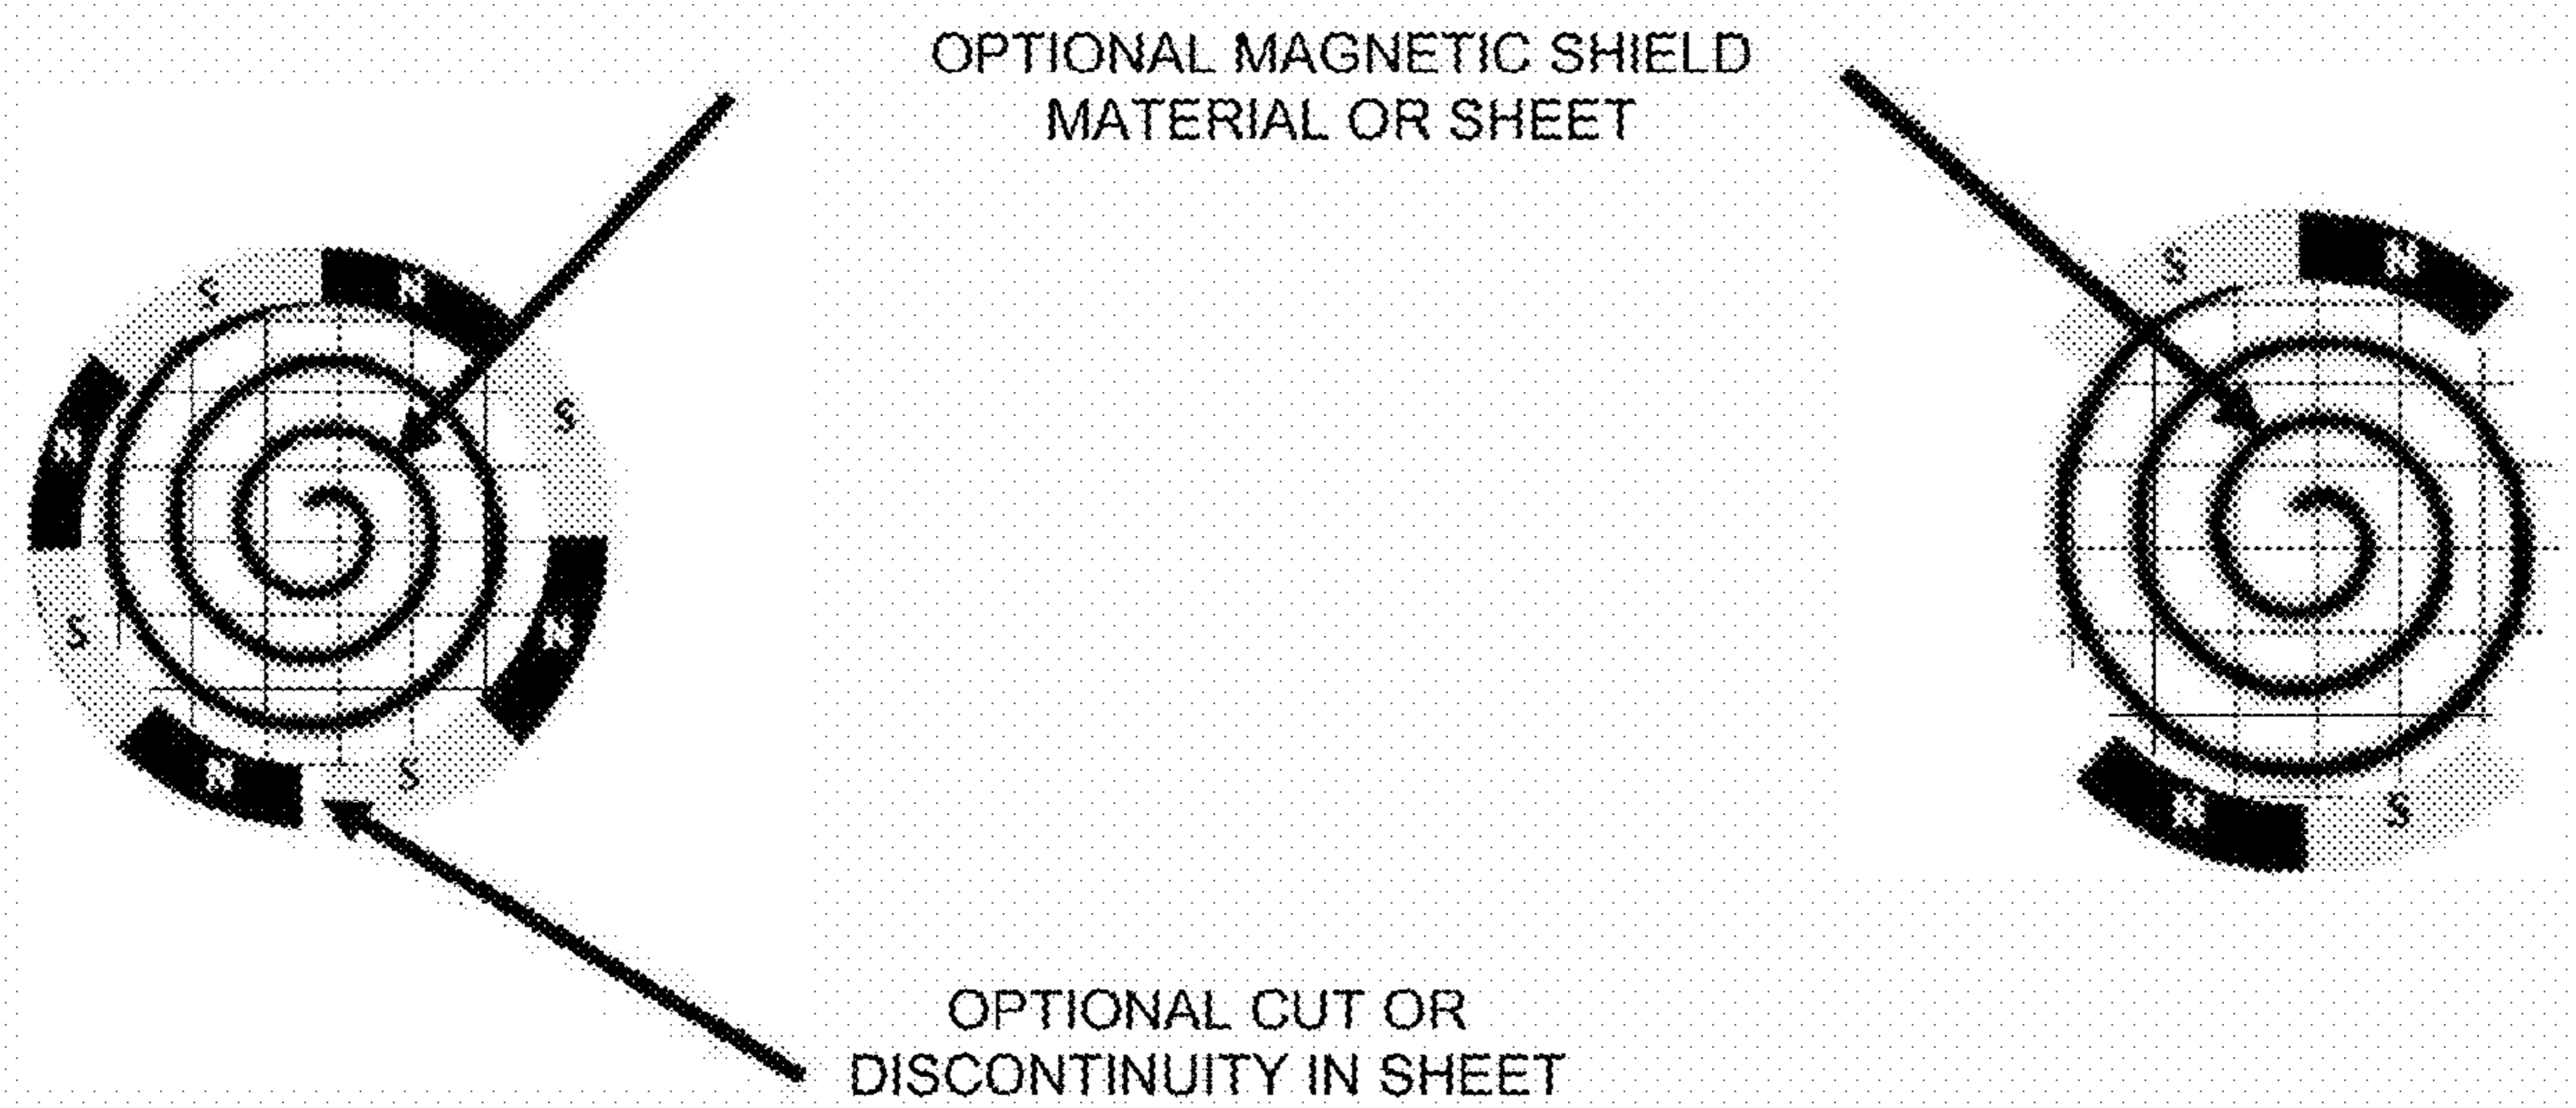 OPTIONAL MAGNETIC SHIELD
MATERIAL OR SHEET
S
N
S
N
S
N
S
N
S
N
S
N
S
OPTIONAL CUT OR
DISCONTINUITY IN SHEET